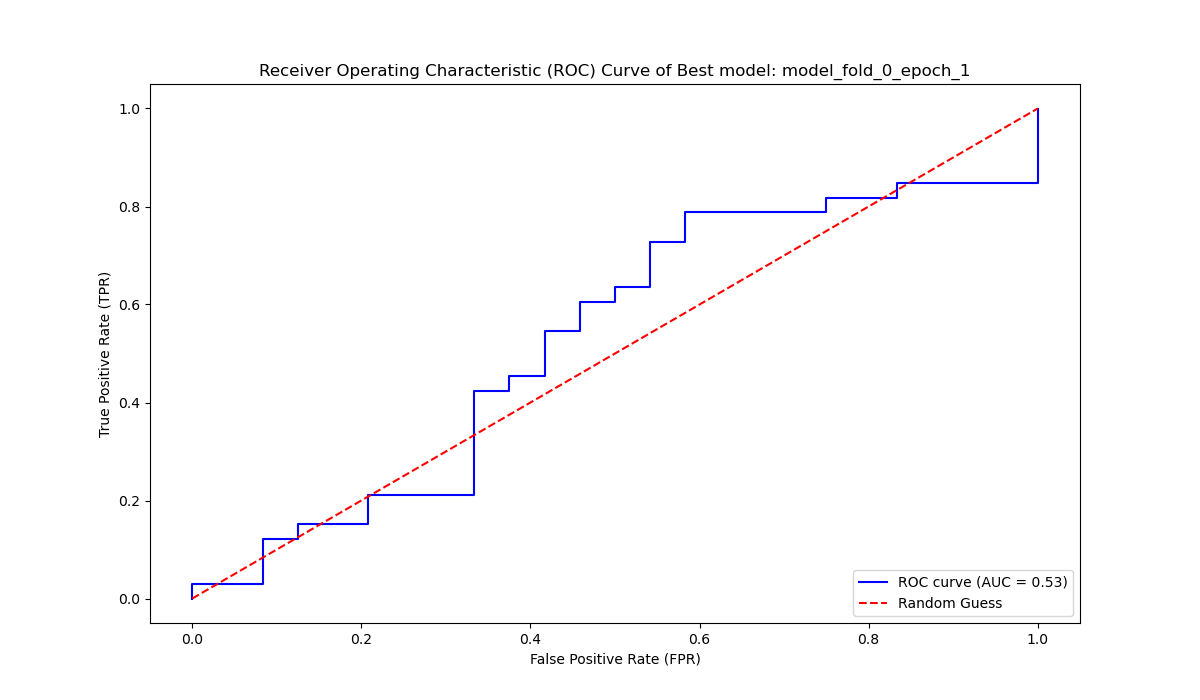 Receiver Operating Characteristic (ROC) Curve of Best model: model_fold_0_epoch_1
True Positive Rate (TPR)
1.0
0.8
0.6
0.4
0.2
0.0
0.0 0.2 0.4 0.6 0.8 1.0
False Positive Rate (FPR)
ROC curve (AUC = 0.53)
Random Guess